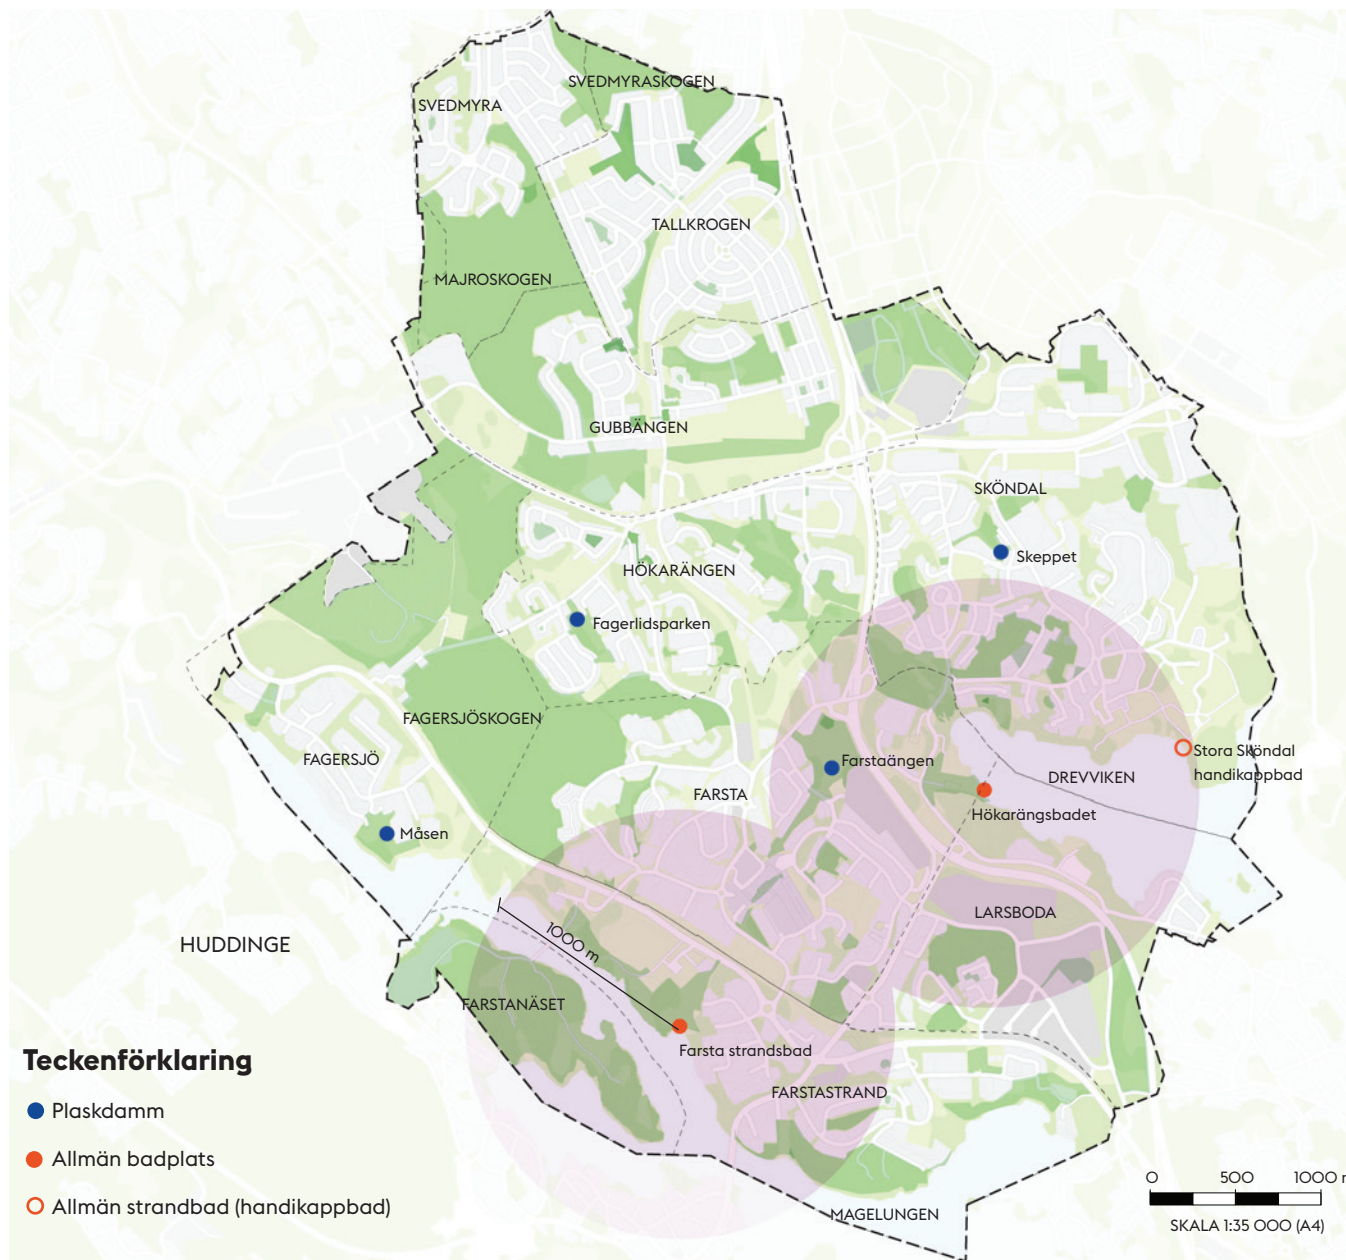 SVEDMYRASKOGEN
SVEDMYRA
TALLKROGEN
MAJROSKOGEN
GUBBÄNGEN
SKÖNDAL
Skeppet
HÖKARÄNGEN
Fagerlidsparken
FAGERSJÖSKOGEN
FAGERSJÖ
Farstaängen
Stora Sköndal
handikappbad
DREVVIKEN
FARSTA
Hökarängsbadet
Måsen
LARSBODA
HUDDINGE
1000 m
FARSTANÄSET
Farsta strandsbad
FARSTASTRAND
MAGELUNGEN
Teckenförklaring
Plaskdamm
Allmän badplats
Allmän strandbad (handikappbad)
0 500 1000 m
SKALA 1:35 000 (A4)